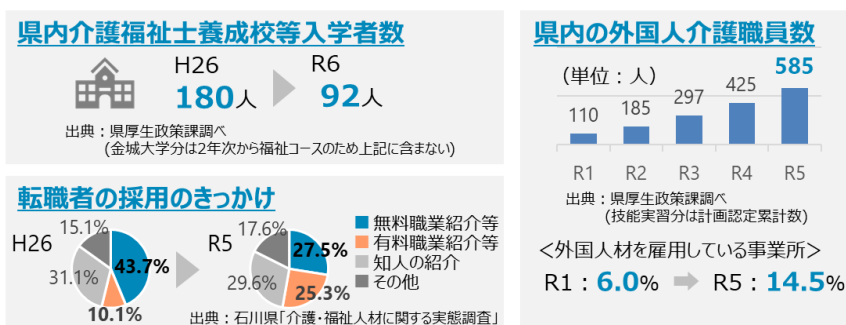 県内介護福祉士養成校等入学者数
H26
180人
R6
92人
出典：県厚生政策課調べ
(金城大学分は2年次から福祉コースのため上記に含まない)
転職者の採用のきっかけ
H26
15.1%
43.7%
31.1%
10.1%
R5
17.6%
27.5%
29.6%
25.3%
無料職業紹介等
有料職業紹介等
知人の紹介
その他
出典：石川県「介護・福祉人材に関する実態調査」
県内の外国人介護職員数
(単位：人)
110
185
297
425
585
R1
R2
R3
R4
R5
出典：県厚生政策課調べ
(技能実習分は計画認定累計数)
＜外国人材を雇用している事業所＞
R1：6.0%
R5：14.5%